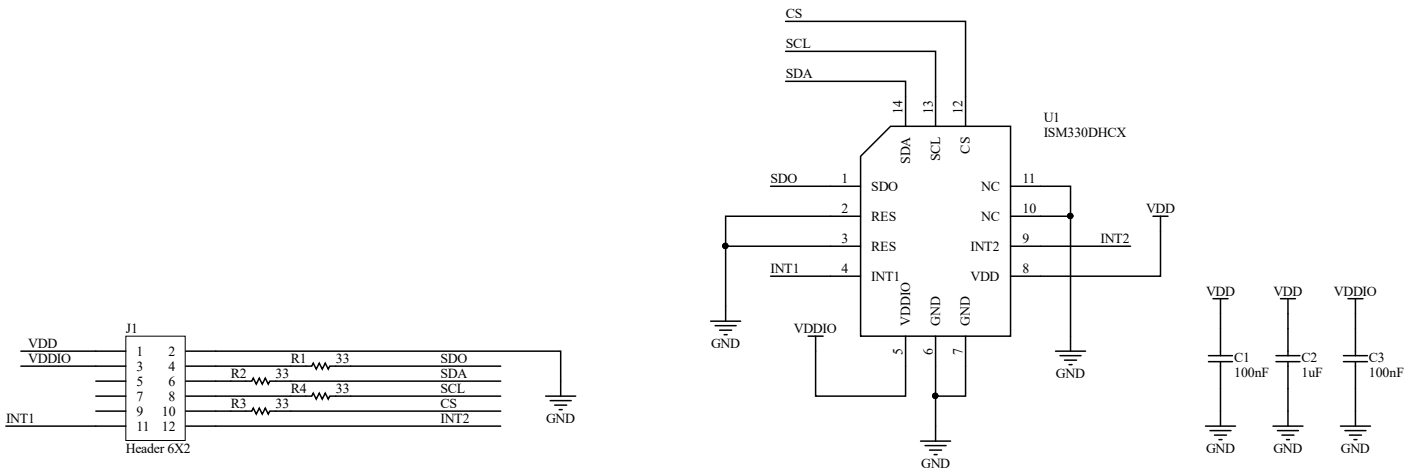 CS
SCL
SDA
14
13
12
U1
ISM330DHCX
SDA
SCL
CS
SDO
1
SDO
NC
11
2
RES
NC
10
VDD
3
RES
INT2
9
INT2
INT1
4
INT1
VDD
8
VDDIO
GND
GND
VDDIO
5
6
7
GND
GND
GND
VDD
VDD
VDDIO
C1
100nF
C2
1uF
C3
100nF
GND
GND
GND
J1
VDD
1
2
VDDIO
3
4
R1
33
SDO
5
6
R2
33
SDA
7
8
R4
33
SCL
9
10
R3
33
CS
INT1
11
12
INT2
GND
Header 6X2